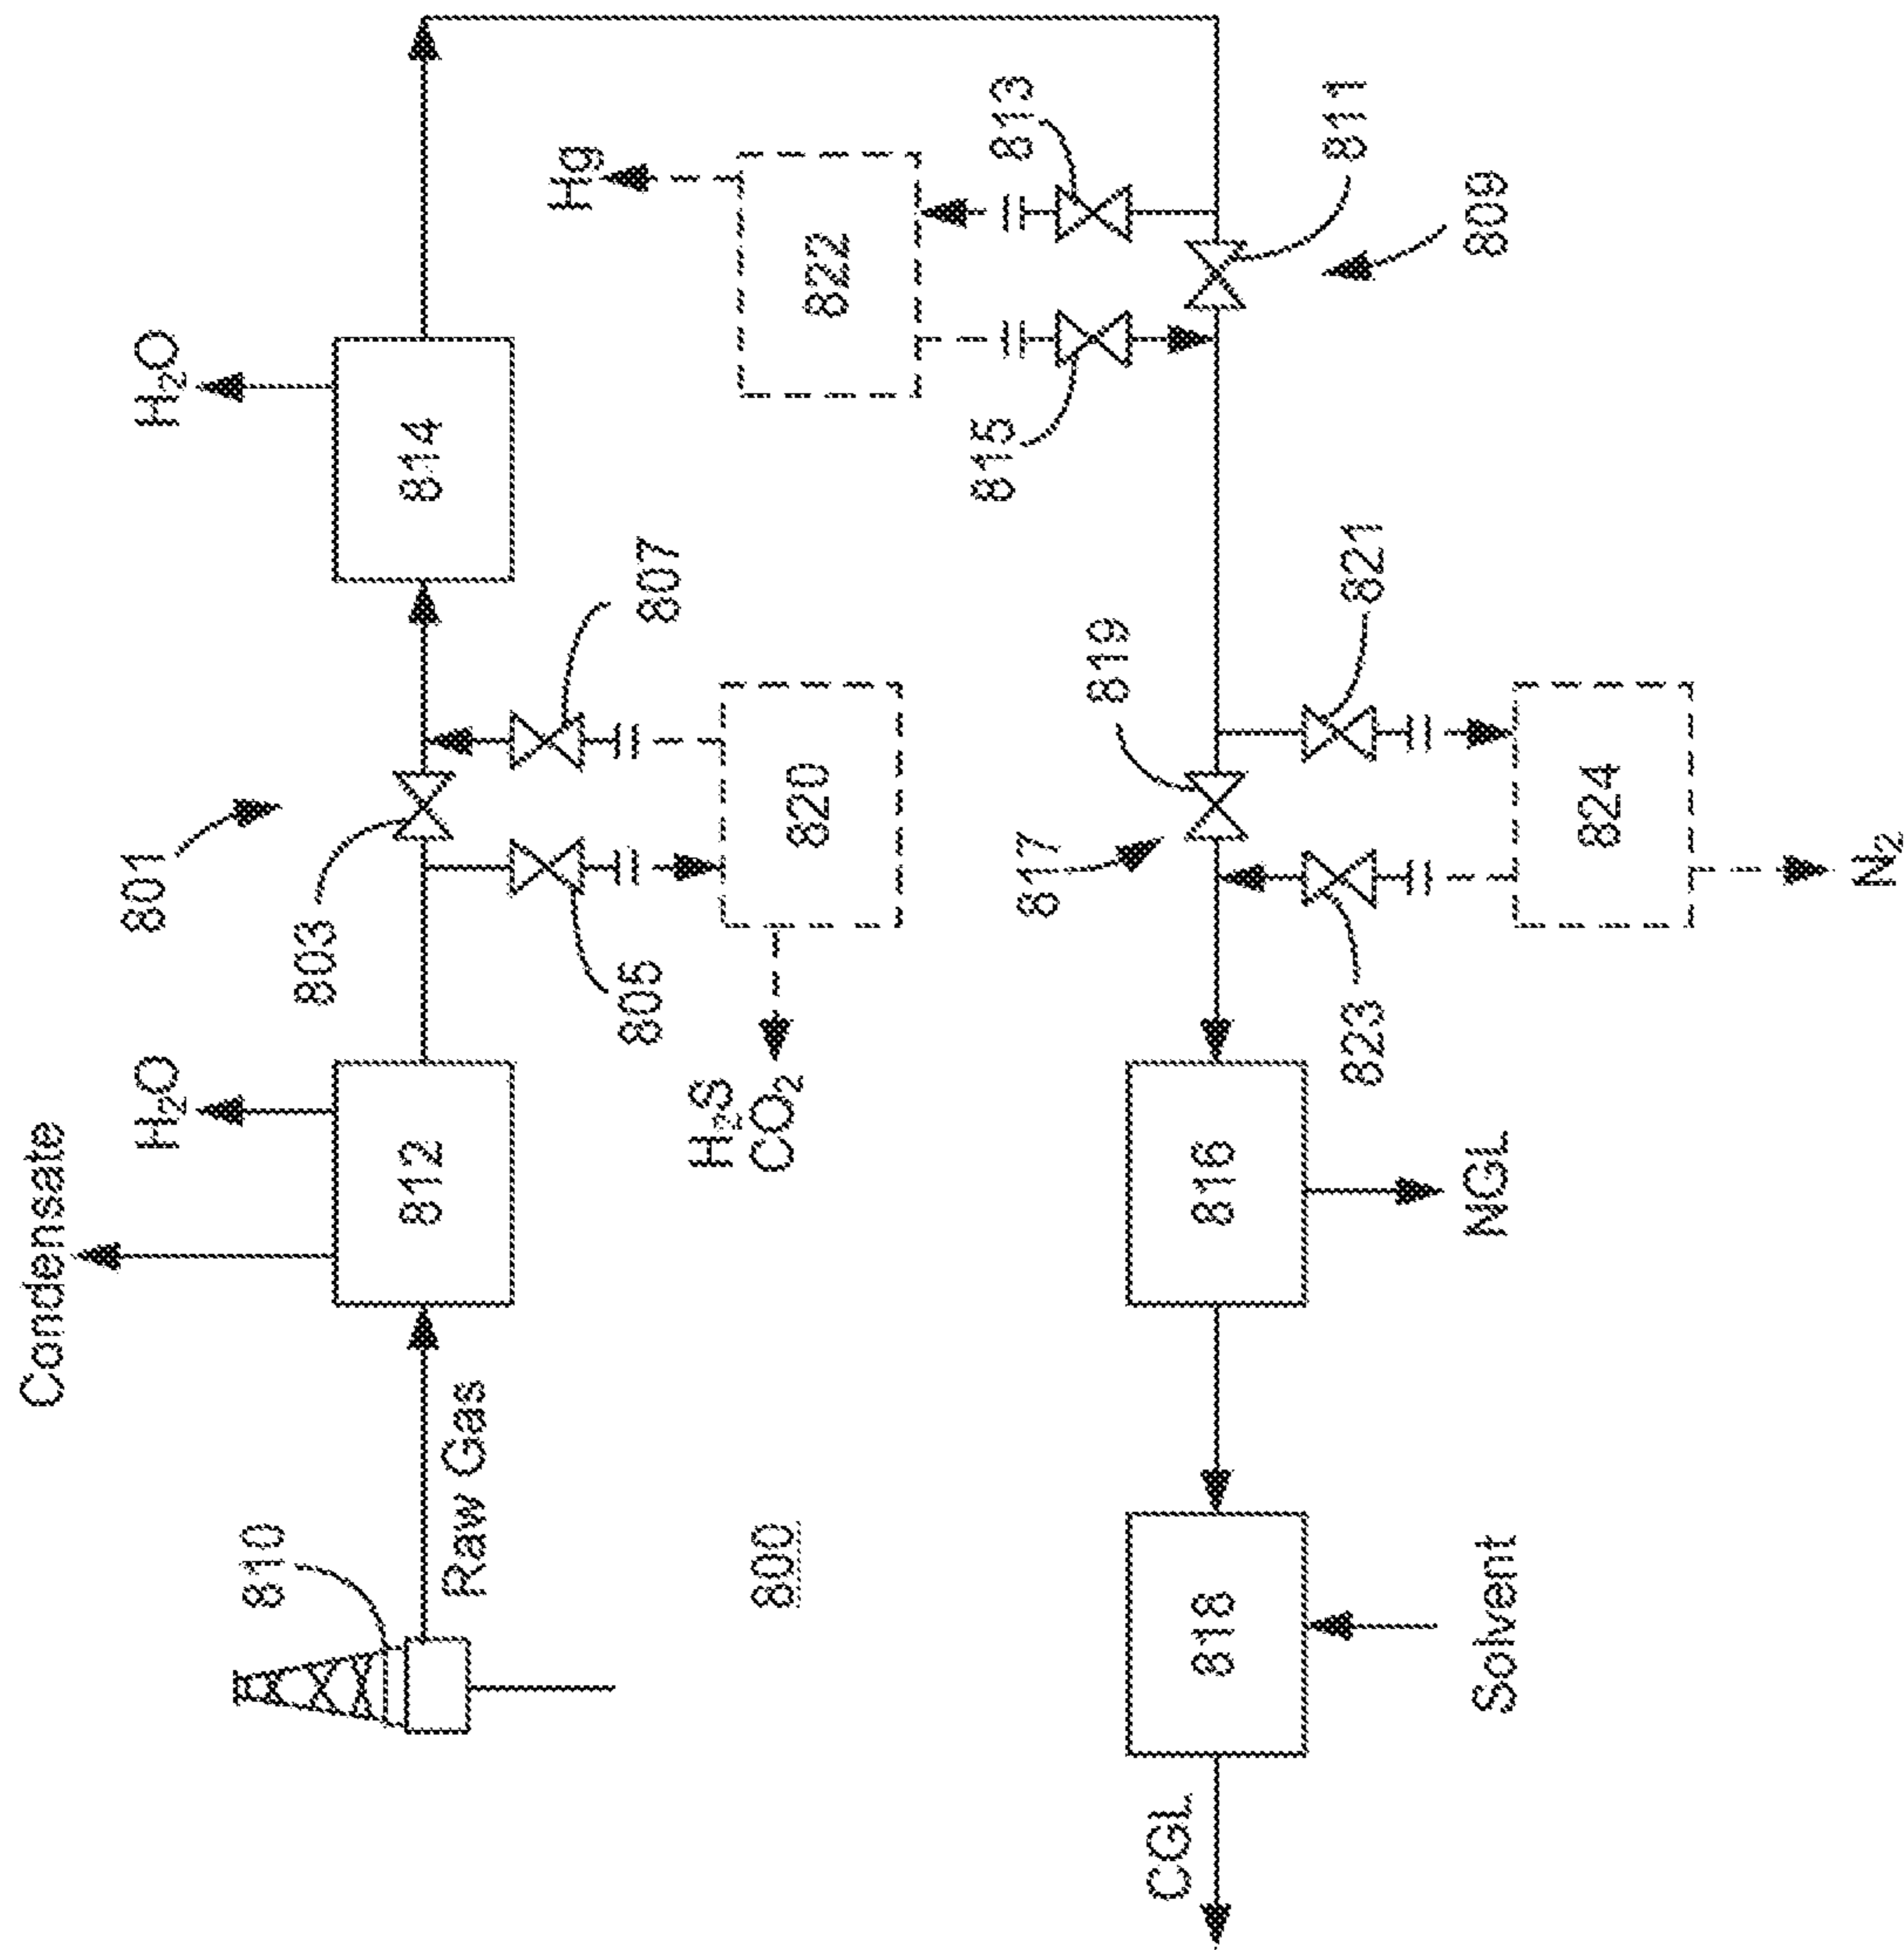 Condensate
H₂O
H₂O
801
803
810
812
814
Raw Gas
805
807
H₂S
CO₂
820
800
Hg
822
813
815
811
809
819
817
821
823
824
N₂
816
NGL
818
Solvent
CGL